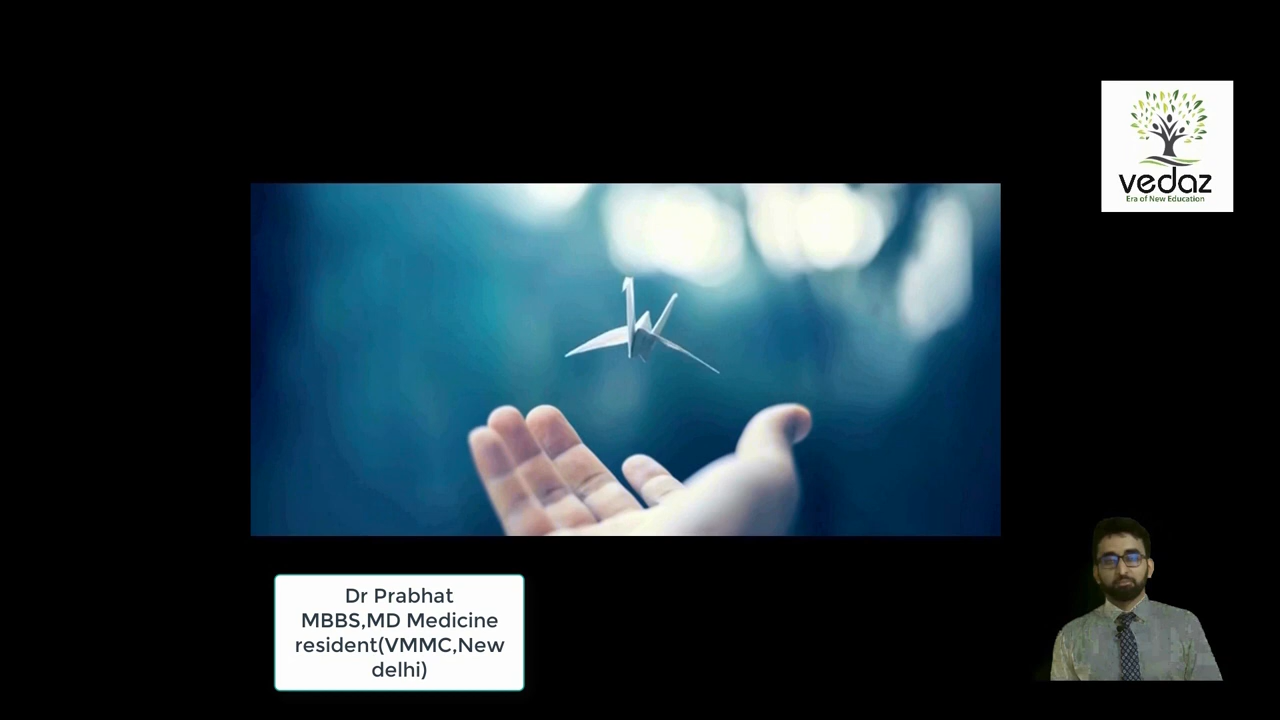 vedaz
Era of New Education
Dr Prabhat
MBBS,MD Medicine
resident(VMMC,New
delhi)